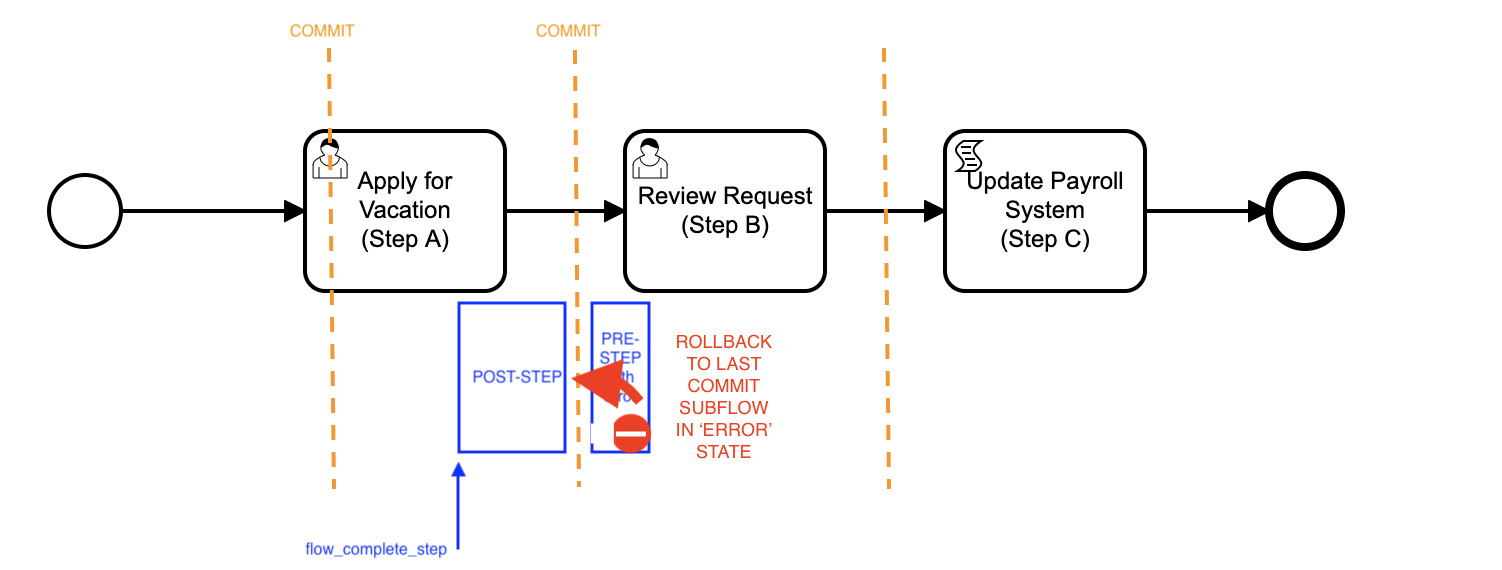 COMMIT
COMMIT
Apply for
Vacation
(Step A)
Review Request
(Step B)
Update Payroll
System
(Step C)
POST-STEP
PRE-
STEP
ROLLBACK
TO LAST
COMMIT
SUBFLOW
IN ‘ERROR’
STATE
flow_complete_step